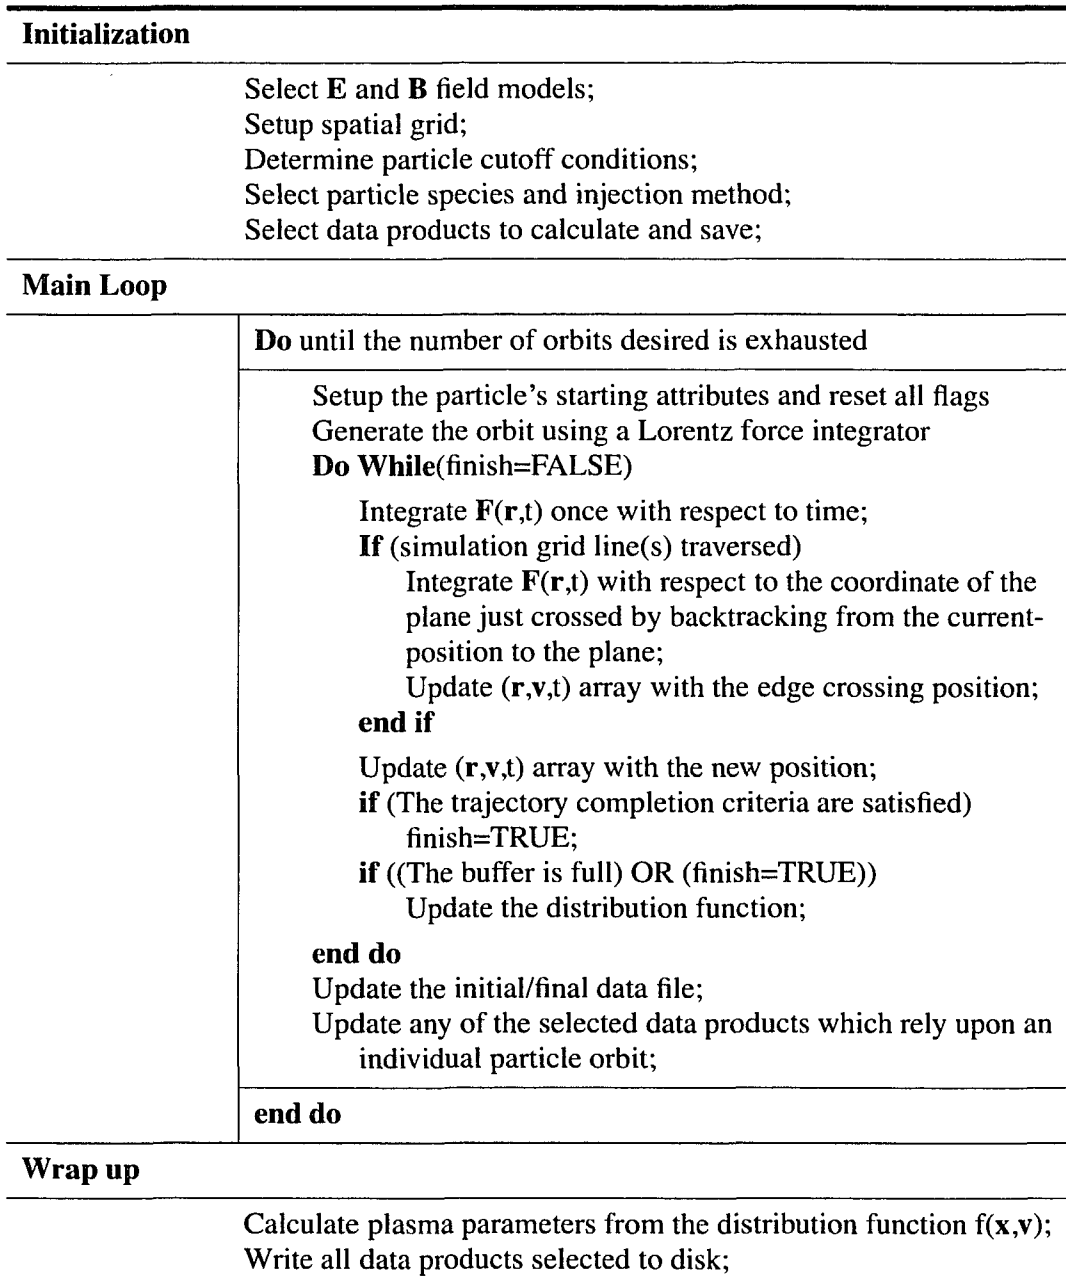 Initialization
Select E and B field models;
Setup spatial grid;
Determine particle cutoff conditions;
Select particle species and injection method;
Select data products to calculate and save;
Main Loop
Do until the number of orbits desired is exhausted
Setup the particle's starting attributes and reset all flags
Generate the orbit using a Lorentz force integrator
Do While(finish=FALSE)
Integrate F(r,t) once with respect to time;
If (simulation grid line(s) traversed)
Integrate F(r,t) with respect to the coordinate of the
plane just crossed by backtracking from the current-
position to the plane;
Update (r,v,t) array with the edge crossing position;
end if
Update (r,v,t) array with the new position;
if (The trajectory completion criteria are satisfied)
finish=TRUE;
if ((The buffer is full) OR (finish=TRUE))
Update the distribution function;
end do
Update the initial/final data file;
Update any of the selected data products which rely upon an
individual particle orbit;
end do
Wrap up
Calculate plasma parameters from the distribution function f(x,v);
Write all data products selected to disk;